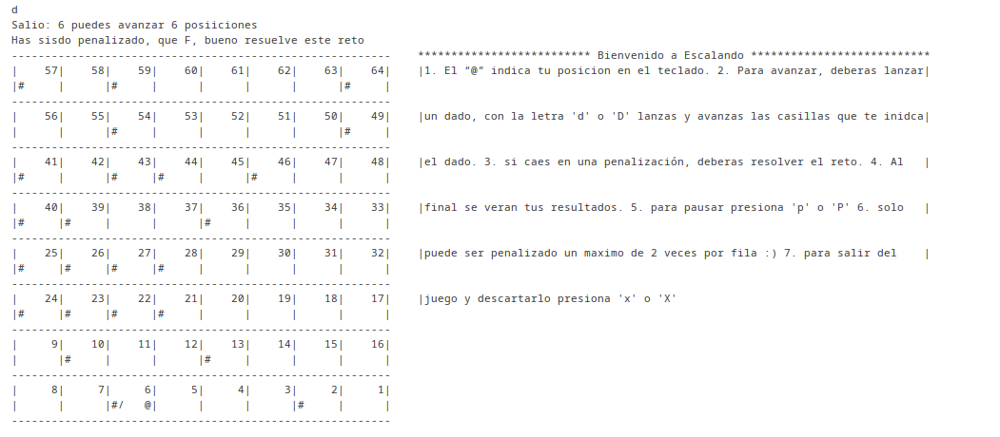 d
Salio: 6 puedes avanzar 6 posiiciones
Has sisdo penalizado, que F, bueno resuelve este reto
---------------------------------------------------------    ************************** Bienvenido a Escalando ***************************
|    57|    58|    59|    60|    61|    62|    63|    64|    |1. El "@" indica tu posicion en el teclado. 2. Para avanzar, deberas lanzar|
|#     |      |#     |      |      |      |#     |
---------------------------------------------------------
|    56|    55|    54|    53|    52|    51|    50|    49|    |un dado, con la letra 'd' o 'D' lanzas y avanzas las casillas que te inidca|
|      |      |#     |      |      |      |      |#     |
---------------------------------------------------------
|    41|    42|    43|    44|    45|    46|    47|    48|    |el dado. 3. si caes en una penalización, deberas resolver el reto. 4. Al   |
|#     |      |#     |#     |      |#     |      |      |
---------------------------------------------------------
|    40|    39|    38|    37|    36|    35|    34|    33|    |final se veran tus resultados. 5. para pausar presiona 'p' o 'P' 6. solo   |
|#     |#     |      |      |#     |      |      |      |
---------------------------------------------------------
|    25|    26|    27|    28|    29|    30|    31|    32|    |puede ser penalizado un maximo de 2 veces por fila :) 7. para salir del    |
|#     |#     |#     |#     |      |      |      |      |
---------------------------------------------------------
|    24|    23|    22|    21|    20|    19|    18|    17|    |juego y descartarlo presiona 'x' o 'X'
|#     |#     |#     |#     |      |      |      |      |
---------------------------------------------------------
|     9|    10|    11|    12|    13|    14|    15|    16|
|      |#     |      |      |#     |      |      |      |
---------------------------------------------------------
|     8|     7|     6|     5|     4|     3|     2|     1|
|      |      |#/   @|      |      |      |#     |      |
---------------------------------------------------------